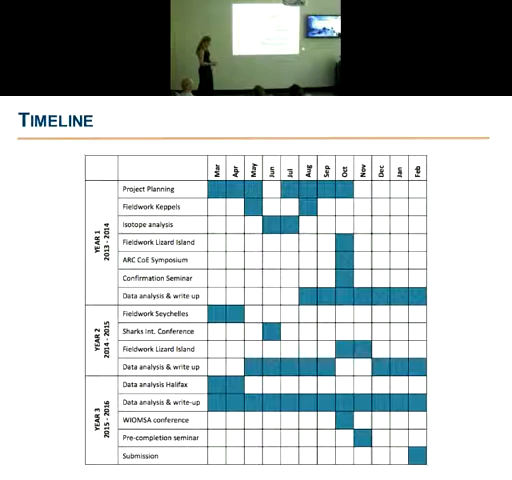 TIMELINE
Mar Apr May Jun Jul Aug Sep Oct Nov Dec Jan Feb
YEAR 1
2013 - 2014
Project Planning
Fieldwork Keppels
Isotope analysis
Fieldwork Lizard Island
ARC CoE Symposium
Confirmation Seminar
Data analysis & write up
YEAR 2
2014 - 2015
Fieldwork Seychelles
Sharks Int. Conference
Fieldwork Lizard Island
Data analysis & write up
YEAR 3
2015 - 2016
Data analysis Halifax
Data analysis & write-up
WIOMSA conference
Pre-completion seminar
Submission